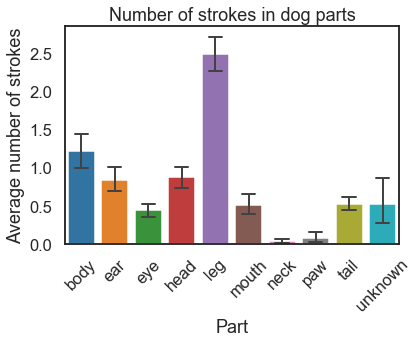 Number of strokes in dog parts
Average number of strokes
2.5
2.0
1.5
1.0
0.5
0.0
body
ear
eye
head
leg
mouth
neck
paw
tail
unknown
Part